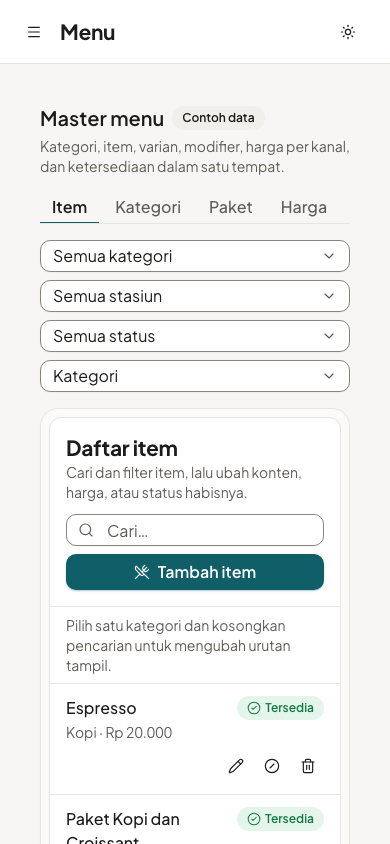 Menu
Master menu Contoh data
Kategori, item, varian, modifier, harga per kanal,
dan ketersediaan dalam satu tempat.
Item Kategori Paket Harga
Semua kategori
Semua stasiun
Semua status
Kategori
Daftar item
Cari dan filter item, lalu ubah konten,
harga, atau status habisnya.
Cari...
Tambah item
Pilih satu kategori dan kosongkan
pencarian untuk mengubah urutan
tampil.
Espresso Tersedia
Kopi · Rp 20.000
Paket Kopi dan Tersedia
Croissant